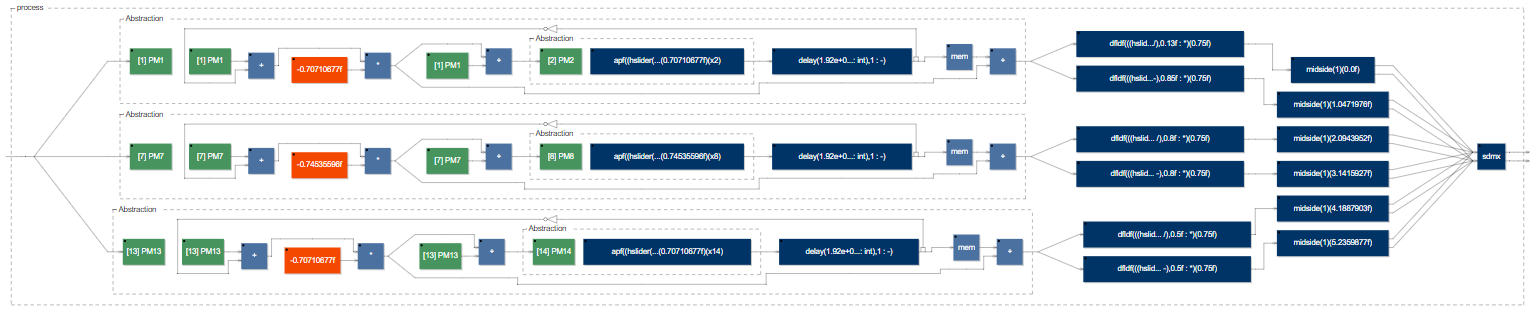 process
Abstraction
[1] PM1
[1] PM1
+
-0.70710677f
*
[1] PM1
+
Abstraction
[2] PM2
apf((hslider(...(0.70710677f)(x2)
delay(1.92e+0...: int),1 : -)
mem
+
dfldf(((hslid.../),0.13f : *)(0.75f)
dfldf(((hslid...-),0.85f : *)(0.75f)
midside(1)(0.0f)
midside(1)(1.0471976f)
Abstraction
[7] PM7
[7] PM7
+
-0.74535596f
*
[7] PM7
+
Abstraction
[8] PM8
apf((hslider(...(0.74535596f)(x8)
delay(1.92e+0...: int),1 : -)
mem
+
dfldf(((hslid... /),0.8f : *)(0.75f)
dfldf(((hslid... -),0.8f : *)(0.75f)
midside(1)(2.0943952f)
midside(1)(3.1415927f)
sdmx
Abstraction
[13] PM13
[13] PM13
+
-0.70710677f
*
[13] PM13
+
Abstraction
[14] PM14
apf((hslider(...(0.70710677f)(x14)
delay(1.92e+0...: int),1 : -)
mem
+
dfldf(((hslid... /),0.5f : *)(0.75f)
dfldf(((hslid... -),0.5f : *)(0.75f)
midside(1)(4.1887903f)
midside(1)(5.2359877f)